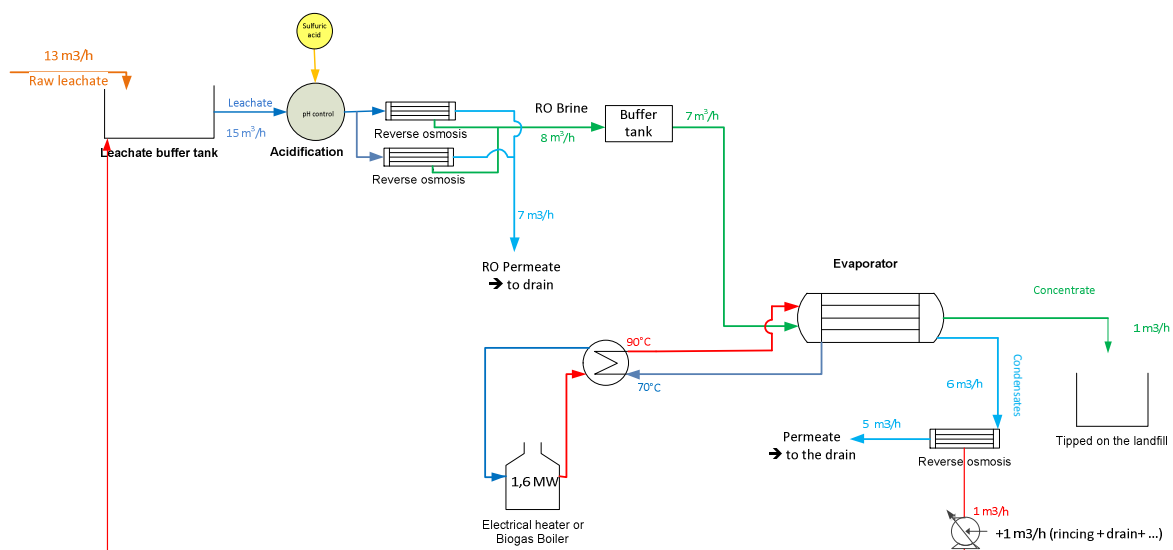 Sulfuric
acid
13 m3/h
Raw leachate
Leachate
15 m³/h
pH control
Leachate buffer tank
Acidification
Reverse osmosis
Reverse osmosis
RO Brine
8 m³/h
Buffer
tank
7 m³/h
7 m3/h
RO Permeate
➔ to drain
Evaporator
Concentrate
1 m3/h
90°C
70°C
Condensates
6 m3/h
5 m3/h
Permeate
➔ to the drain
Reverse osmosis
Tipped on the landfill
1,6 MW
Electrical heater or
Biogas Boiler
1 m3/h
+1 m3/h (rincing + drain+ ...)